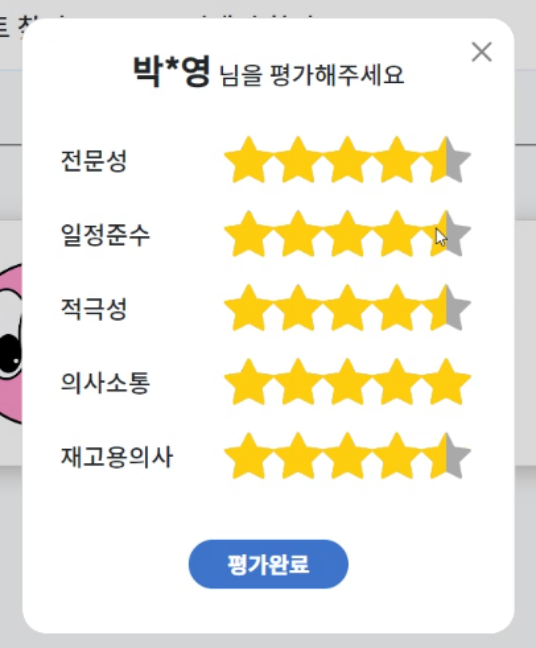 박*영 님을 평가해주세요
전문성
일정준수
적극성
의사소통
재고용의사
평가완료